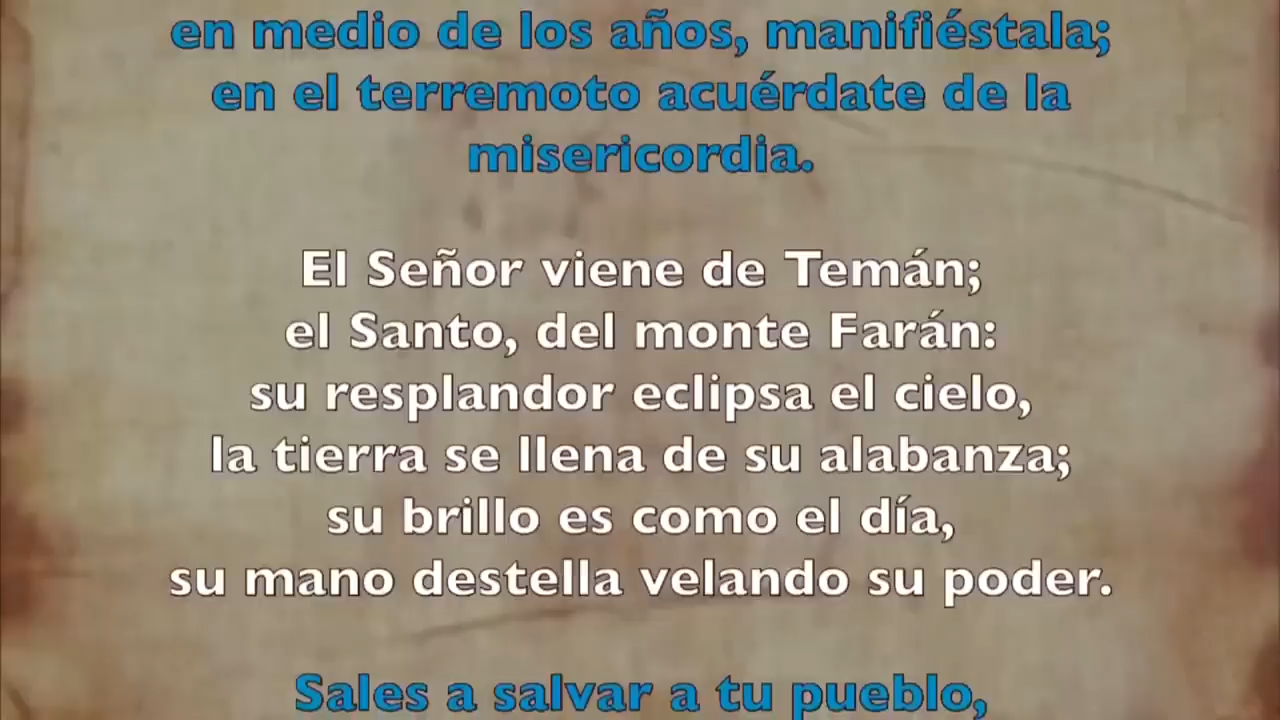 en medio de los años, manifiéstala;
en el terremoto acuérdate de la
misericordia.
El Señor viene de Temán;
el Santo, del monte Farán:
su resplandor eclipsa el cielo,
la tierra se llena de su alabanza;
su brillo es como el día,
su mano destella velando su poder.
Sales a salvar a tu pueblo,